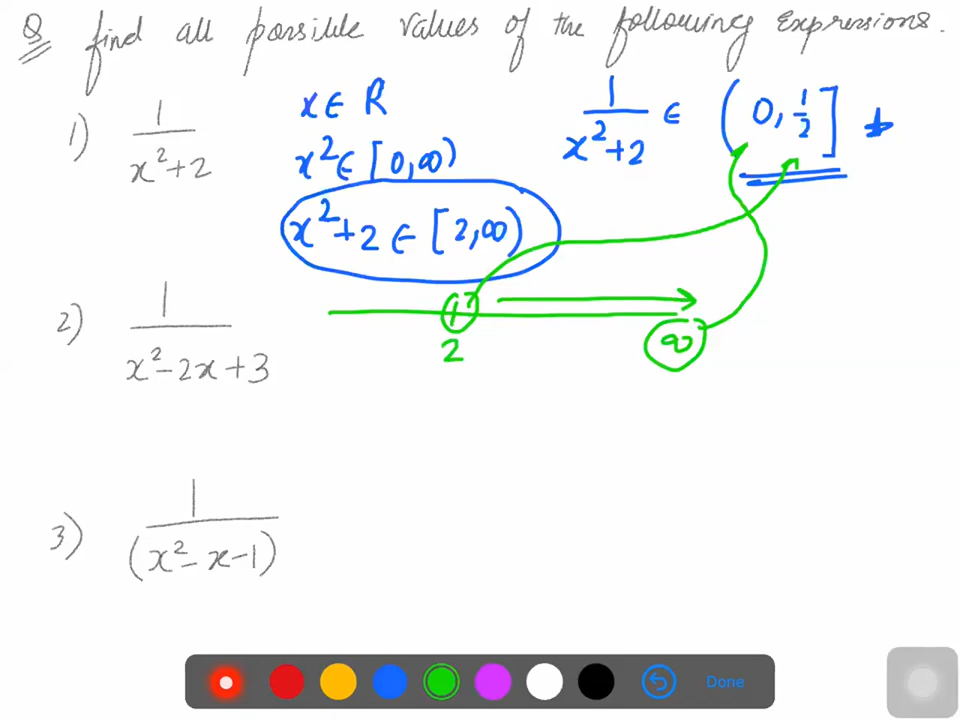 Q find all possible values of the following Expressions.
1) 1/(x²+2)
x ∈ R
x² ∈ [0,∞)
x²+2 ∈ [2,∞)
1/(x²+2) ∈ (0, 1/2]
2
∞
2) 1/(x²-2x+3)
3) 1/(x²-x-1)
Done